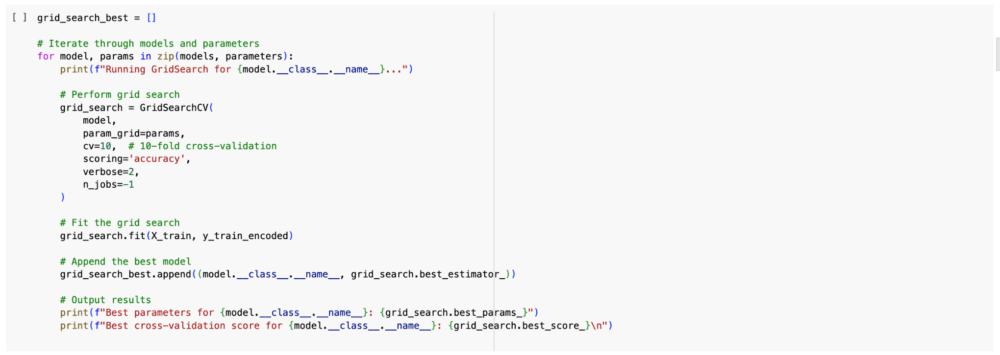 [ ] grid_search_best = []
# Iterate through models and parameters
for model, params in zip(models, parameters):
    print(f"Running GridSearch for {model.__class__.__name__}...")
    # Perform grid search
    grid_search = GridSearchCV(
        model,
        param_grid=params,
        cv=10,  # 10-fold cross-validation
        scoring='accuracy',
        verbose=2,
        n_jobs=-1
    )
    # Fit the grid search
    grid_search.fit(X_train, y_train_encoded)
    # Append the best model
    grid_search_best.append((model.__class__.__name__, grid_search.best_estimator_))
    # Output results
    print(f"Best parameters for {model.__class__.__name__}: {grid_search.best_params_}")
    print(f"Best cross-validation score for {model.__class__.__name__}: {grid_search.best_score_}\n")